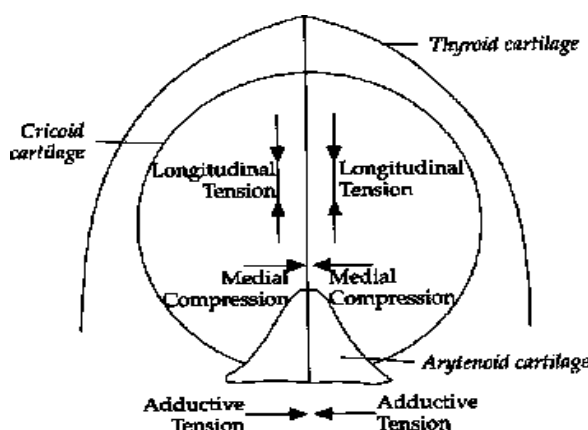 Thyroid cartilage
Cricoid
cartilage
Longitudinal
Tension
Longitudinal
Tension
Medial
Compression
Medial
Compression
Arytenoid cartilage
Adductive
Tension
Adductive
Tension